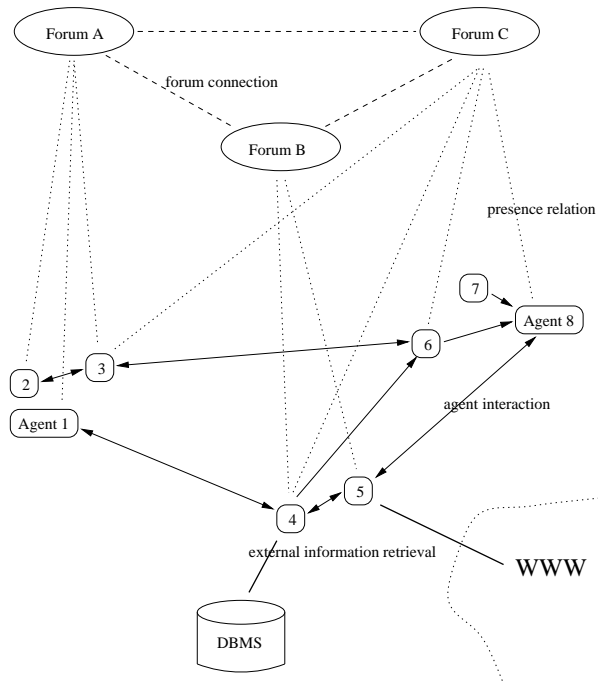 Forum A
Forum C
forum connection
Forum B
presence relation
7
Agent 8
6
3
2
agent interaction
Agent 1
5
4
external information retrieval
WWW
DBMS